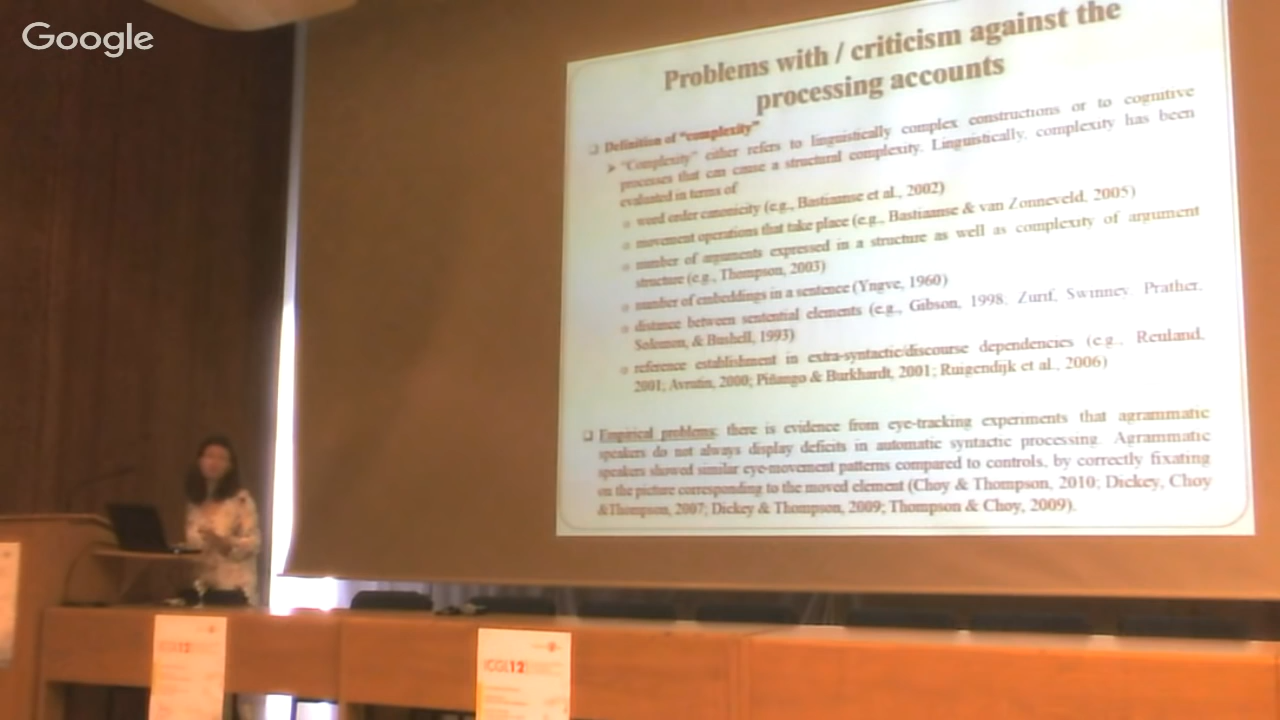 Google
Problems with / criticism against the
processing accounts
Definition of "complexity"
"Complexity" either refers to linguistically complex constructions or to cognitive
processes that can cause a structural complexity. Linguistically, complexity has been
evaluated in terms of
word order canonicity (e.g., Bastiaanse et al., 2002)
movement operations that take place (e.g., Bastiaanse & van Zonneveld, 2005)
number of arguments expressed in a structure as well as complexity of argument
structure (e.g., Thompson, 2003)
number of embeddings in a sentence (Yngve, 1960)
distance between sentential elements (e.g., Gibson, 1998; Zurif, Swinney, Prather,
Solomon, & Bushell, 1993)
reference establishment in extra-syntactic/discourse dependencies (e.g., Reuland,
2001; Avrutin, 2000; Piñango & Burkhardt, 2001; Ruigendijk et al., 2006)
Empirical problems: there is evidence from eye-tracking experiments that agrammatic
speakers do not always display deficits in automatic syntactic processing. Agrammatic
speakers showed similar eye-movement patterns compared to controls, by correctly fixating
on the picture corresponding to the moved element (Choy & Thompson, 2010; Dickey, Choy
&Thompson, 2007; Dickey & Thompson, 2009; Thompson & Choy, 2009).
ICGL12
ICGL12